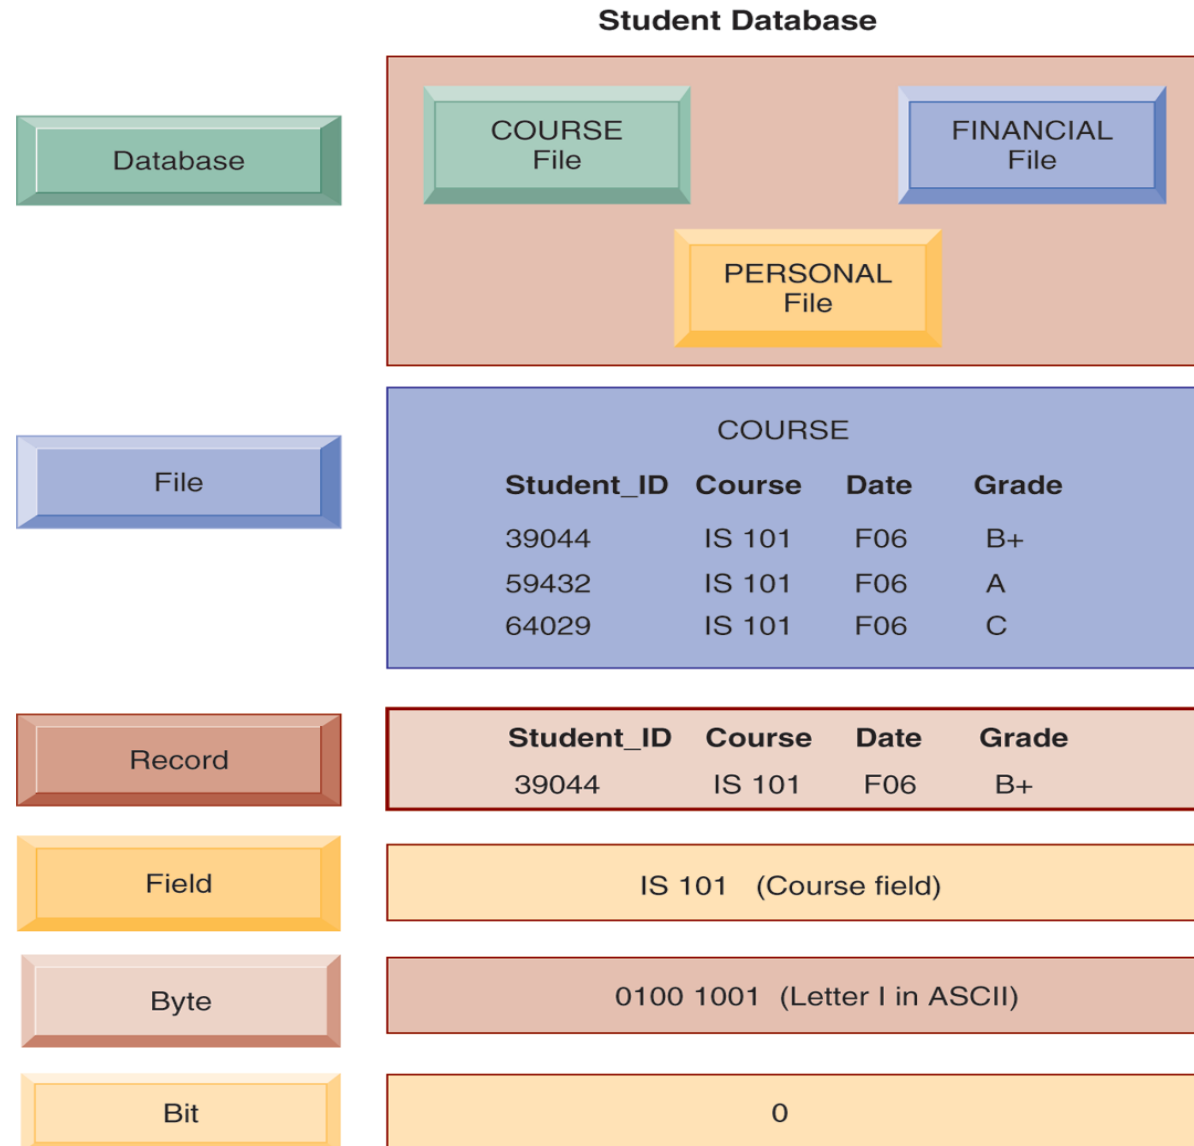 Student Database
Database
COURSE
File
FINANCIAL
File
PERSONAL
File
File
COURSE
Student_ID Course Date Grade
39044 IS 101 F06 B+
59432 IS 101 F06 A
64029 IS 101 F06 C
Record
Student_ID Course Date Grade
39044 IS 101 F06 B+
Field
IS 101 (Course field)
Byte
0100 1001 (Letter I in ASCII)
Bit
0